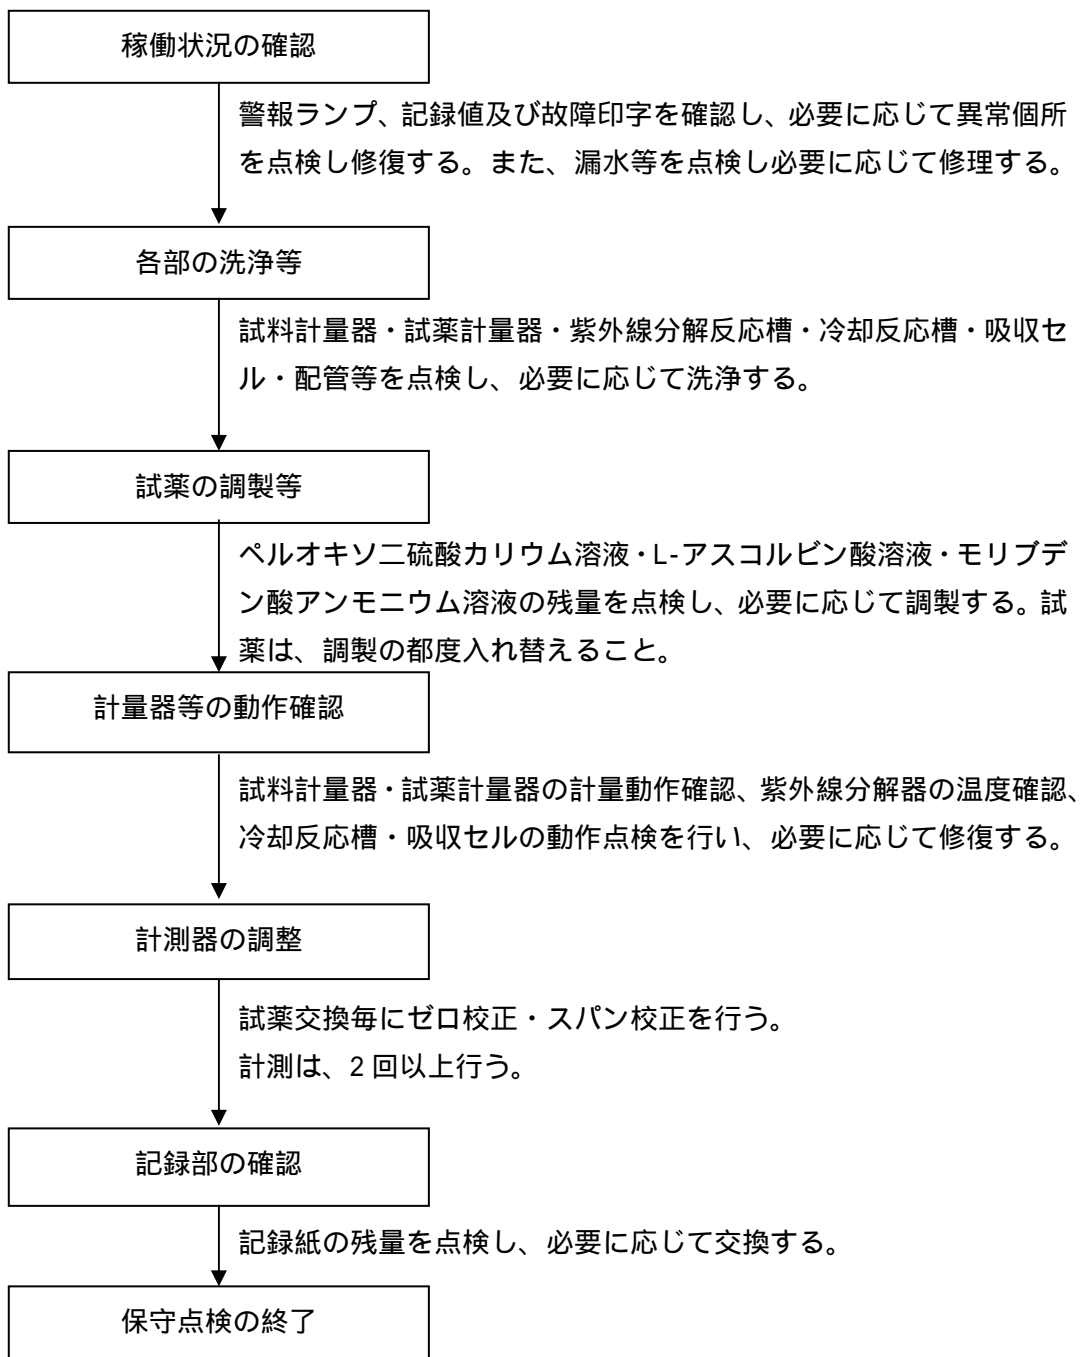 稼働状況の確認
警報ランプ、記録値及び故障印字を確認し、必要に応じて異常個所
を点検し修復する。また、漏水等を点検し必要に応じて修理する。
各部の洗浄等
試料計量器・試薬計量器・紫外線分解反応槽・冷却反応槽・吸収セ
ル・配管等を点検し、必要に応じて洗浄する。
試薬の調製等
ペルオキソ二硫酸カリウム溶液・L-アスコルビン酸溶液・モリブデ
ン酸アンモニウム溶液の残量を点検し、必要に応じて調製する。試
薬は、調製の都度入れ替えること。
計量器等の動作確認
試料計量器・試薬計量器の計量動作確認、紫外線分解器の温度確認、
冷却反応槽・吸収セルの動作点検を行い、必要に応じて修復する。
計測器の調整
試薬交換毎にゼロ校正・スパン校正を行う。
計測は、2回以上行う。
記録部の確認
記録紙の残量を点検し、必要に応じて交換する。
保守点検の終了